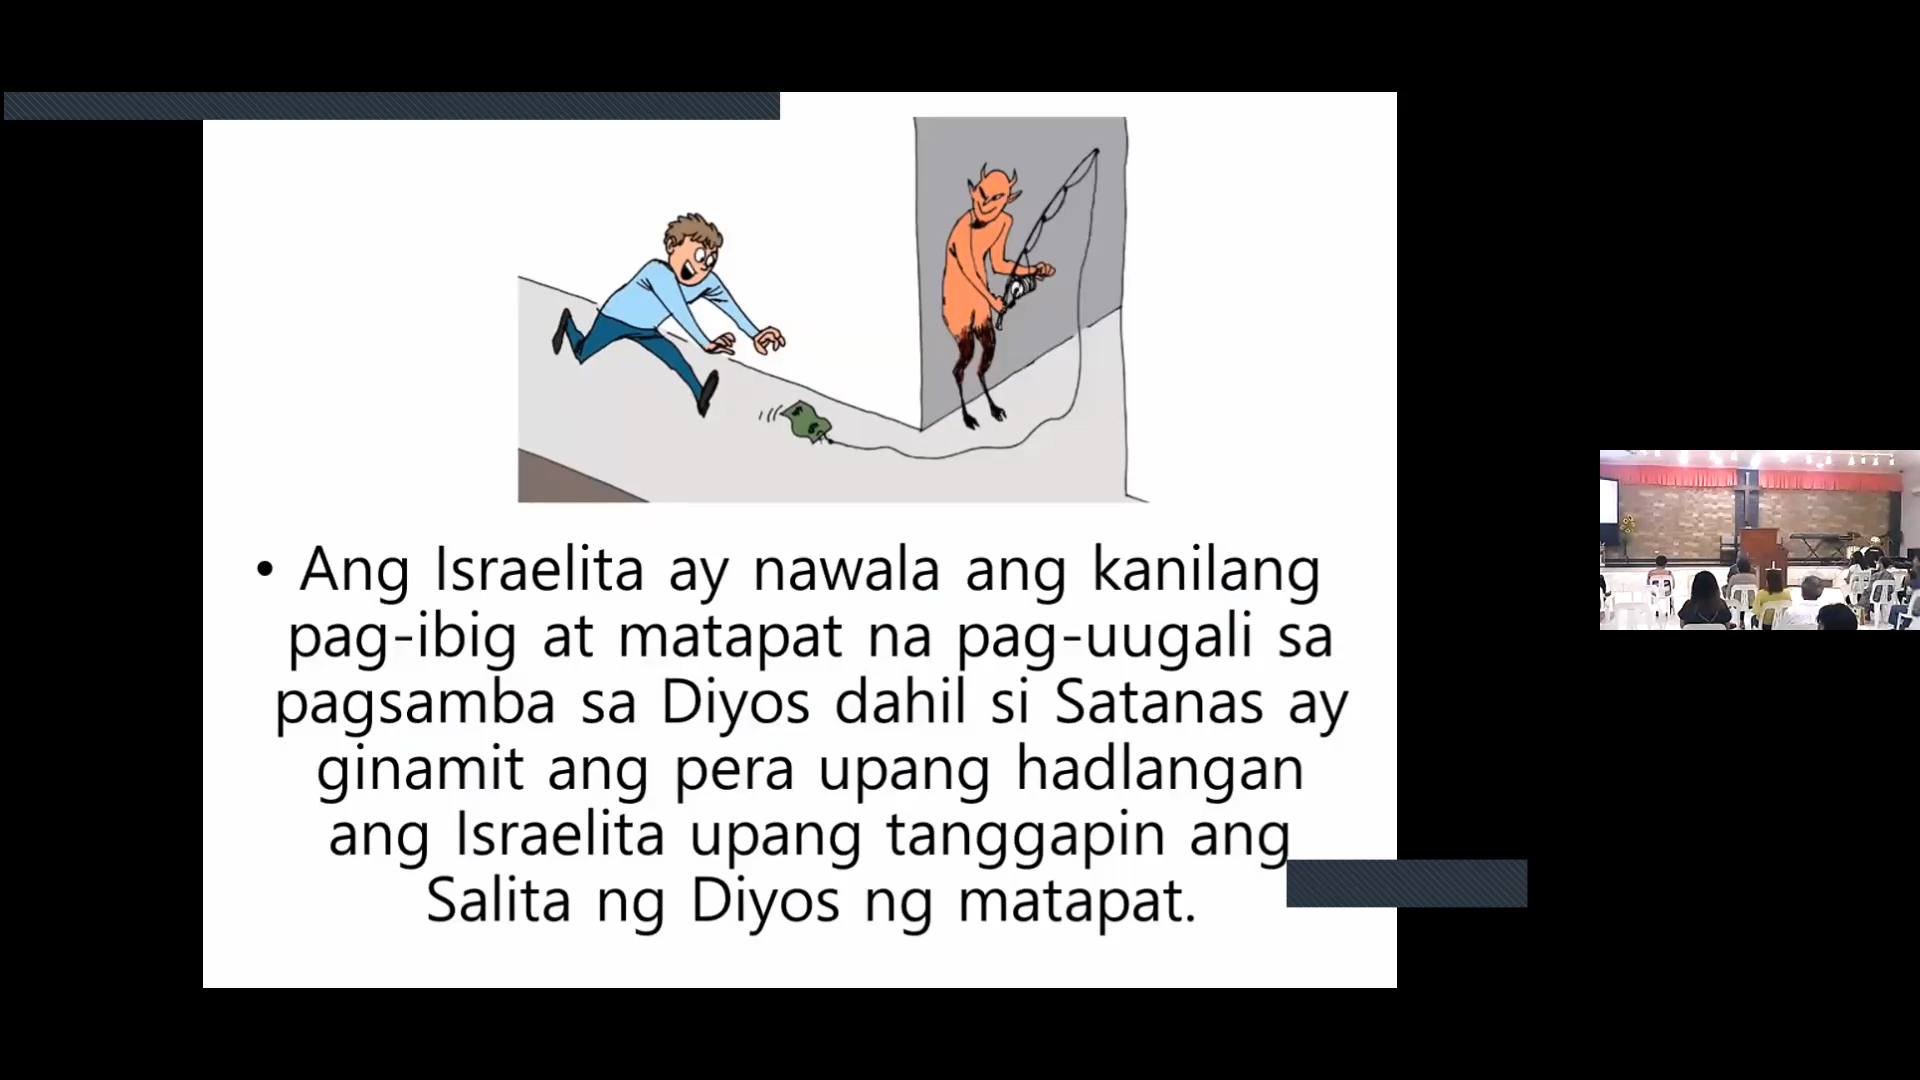 • Ang Israelita ay nawala ang kanilang
pag-ibig at matapat na pag-uugali sa
pagsamba sa Diyos dahil si Satanas ay
ginamit ang pera upang hadlangan
ang Israelita upang tanggapin ang
Salita ng Diyos ng matapat.